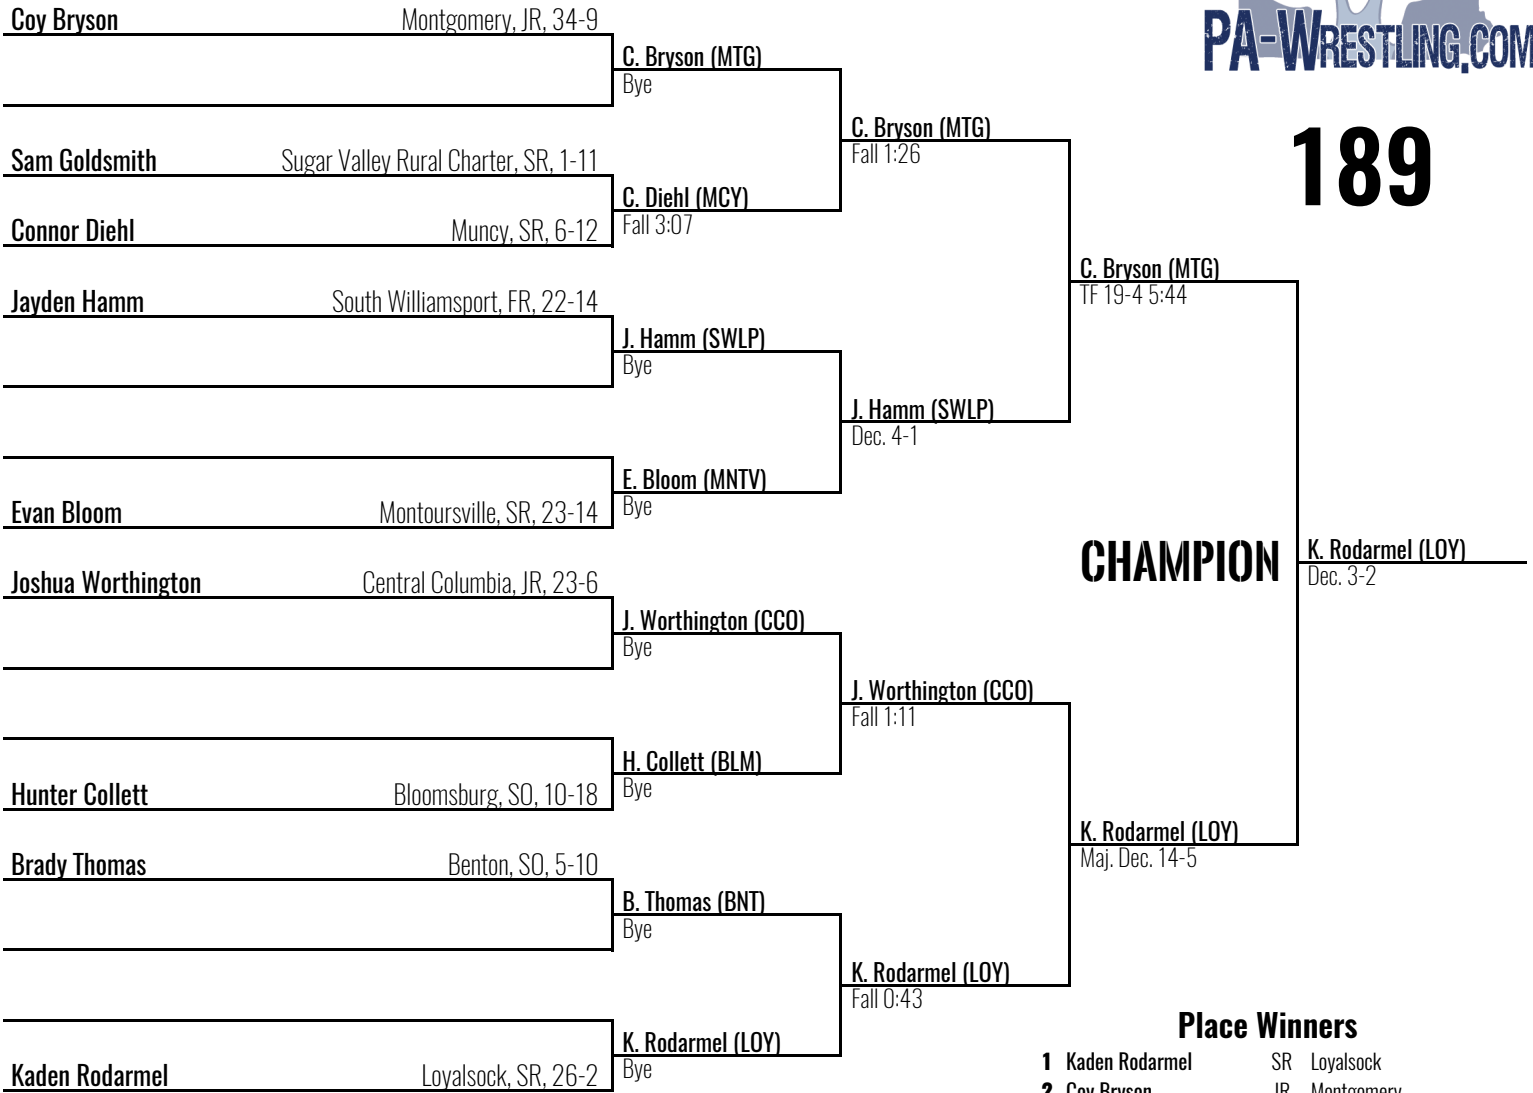 PA-WRESTLING.COM
189
Coy Bryson Montgomery, JR, 34-9
C. Bryson (MTG)
Bye
C. Bryson (MTG)
Fall 1:26
Sam Goldsmith Sugar Valley Rural Charter, SR, 1-11
C. Diehl (MCY)
Fall 3:07
Connor Diehl Muncy, SR, 6-12
C. Bryson (MTG)
TF 19-4 5:44
Jayden Hamm South Williamsport, FR, 22-14
J. Hamm (SWLP)
Bye
J. Hamm (SWLP)
Dec. 4-1
E. Bloom (MNTV)
Bye
Evan Bloom Montoursville, SR, 23-14
CHAMPION
K. Rodarmel (LOY)
Dec. 3-2
Joshua Worthington Central Columbia, JR, 23-6
J. Worthington (CCO)
Bye
J. Worthington (CCO)
Fall 1:11
H. Collett (BLM)
Bye
Hunter Collett Bloomsburg, SO, 10-18
K. Rodarmel (LOY)
Maj. Dec. 14-5
Brady Thomas Benton, SO, 5-10
B. Thomas (BNT)
Bye
K. Rodarmel (LOY)
Fall 0:43
K. Rodarmel (LOY)
Bye
Kaden Rodarmel Loyalsock, SR, 26-2
Place Winners
1 Kaden Rodarmel SR Loyalsock
2 Coy Bryson JR Montgomery